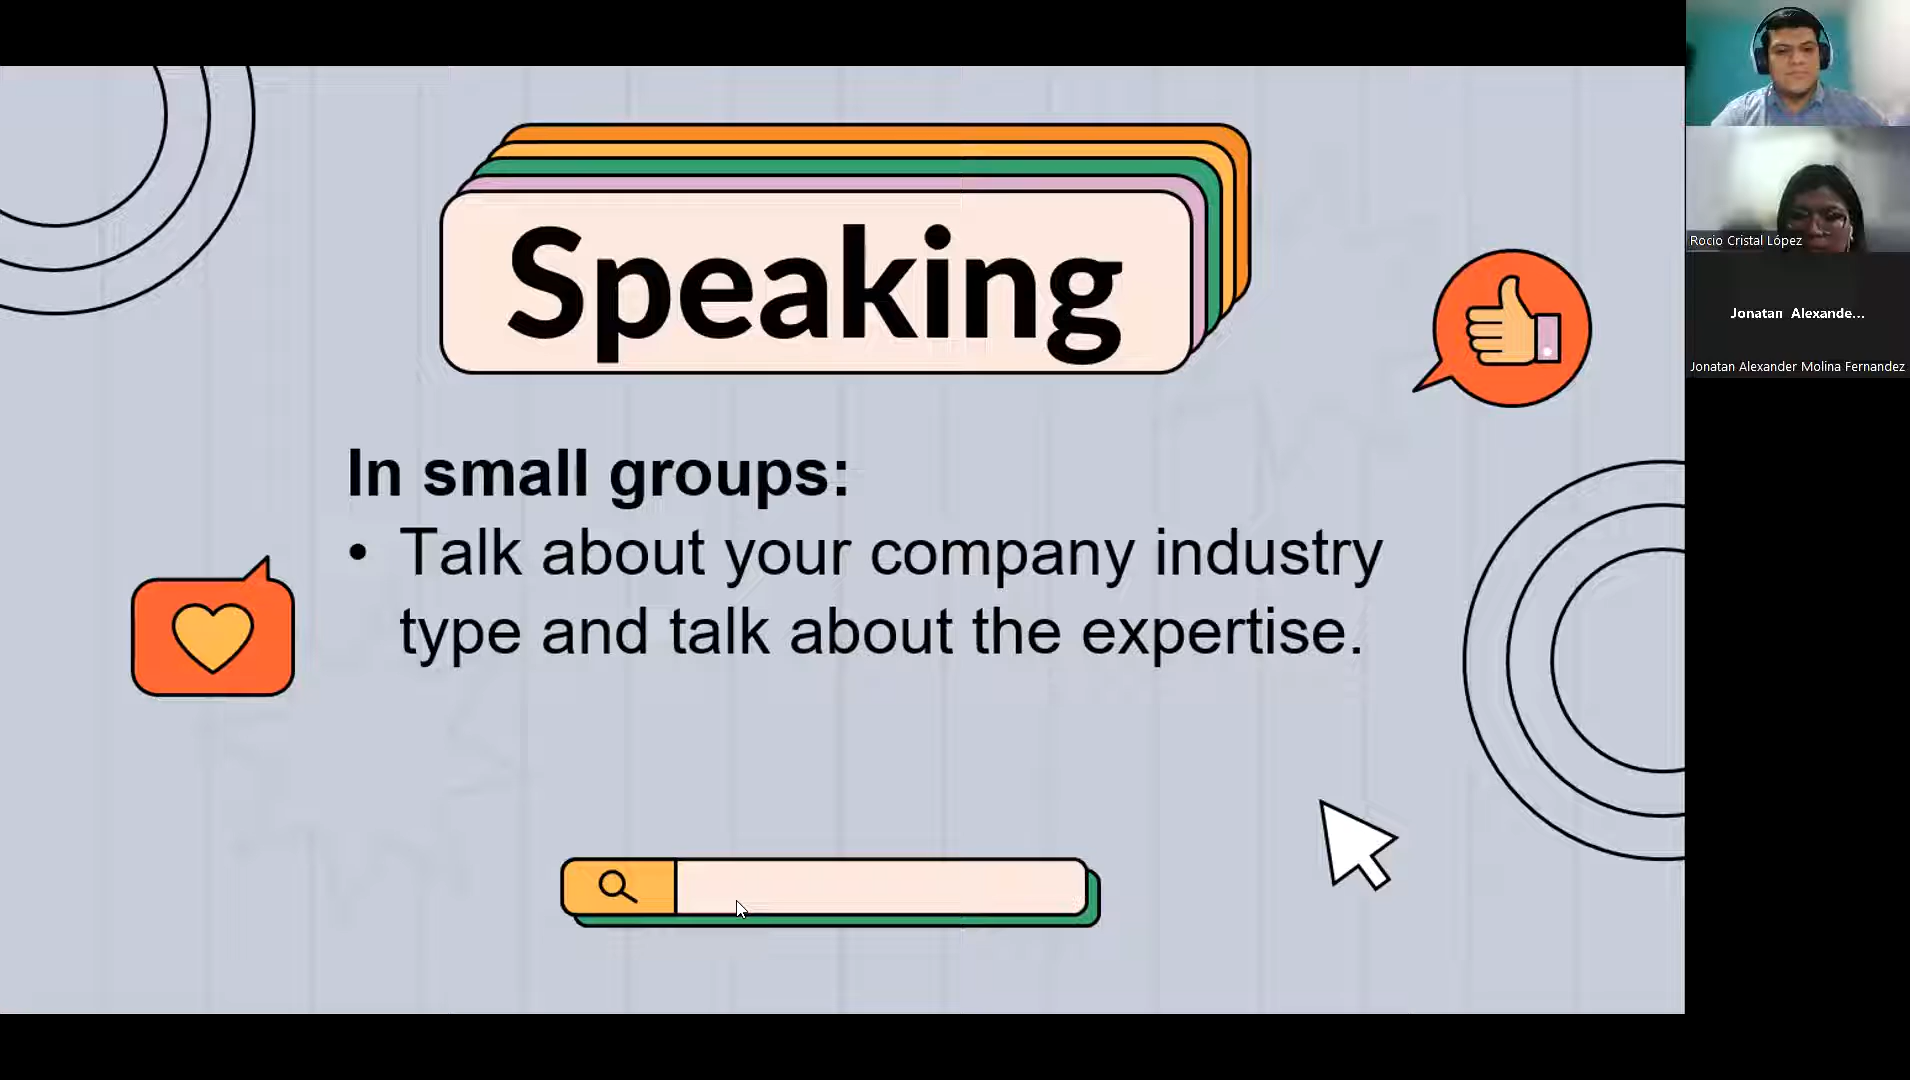 Speaking
In small groups:
• Talk about your company industry
type and talk about the expertise.
Rocio Cristal López
Jonatan Alexande...
Jonatan Alexander Molina Fernandez